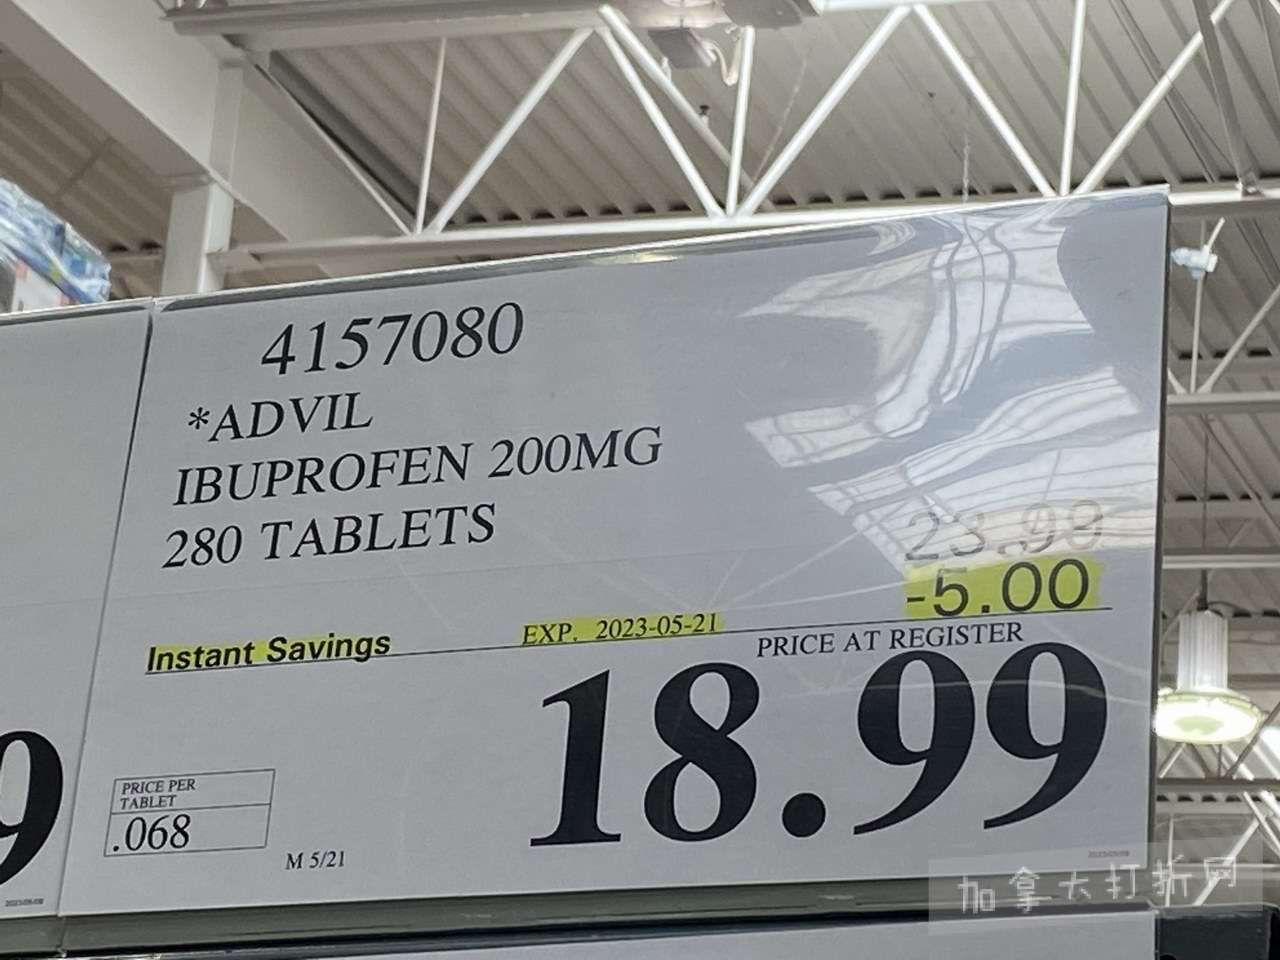 4157080
*ADVIL
IBUPROFEN 200MG
280 TABLETS
23.98
-5.00
Instant Savings EXP. 2023-05-21
PRICE AT REGISTER
18.99
PRICE PER
TABLET
.068
M 5/21
9
加拿大打折网